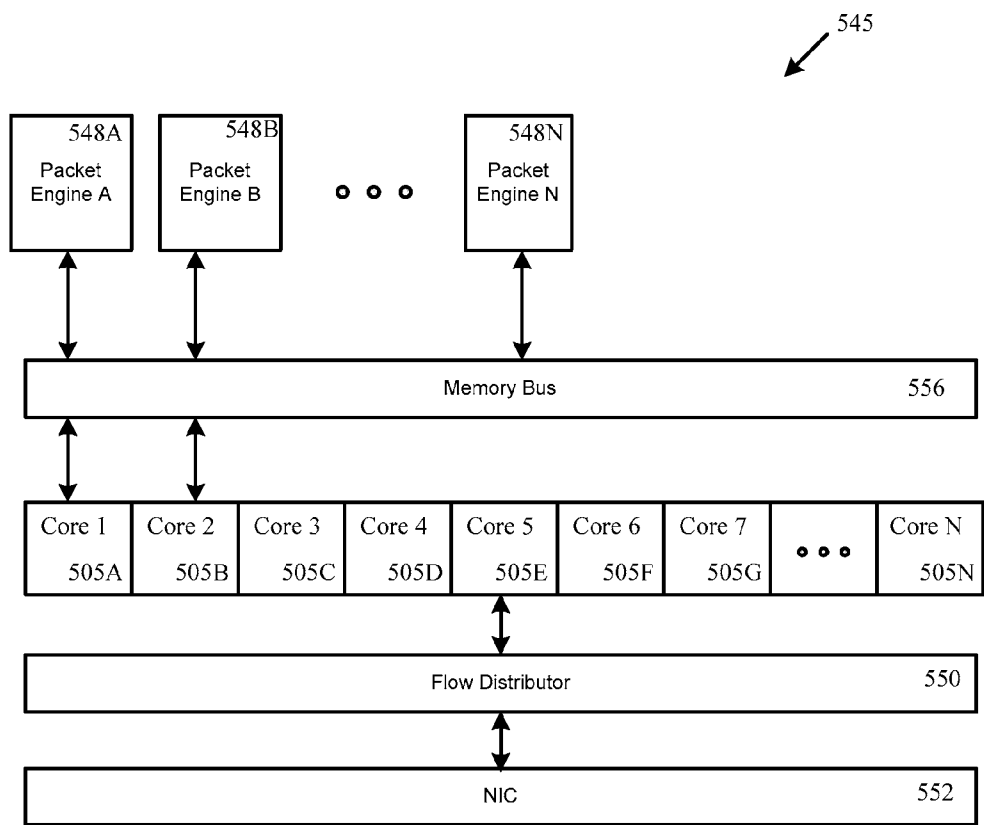 545
548A
Packet
Engine A
548B
Packet
Engine B
548N
Packet
Engine N
Memory Bus
556
Core 1
505A
Core 2
505B
Core 3
505C
Core 4
505D
Core 5
505E
Core 6
505F
Core 7
505G
Core N
505N
Flow Distributor
550
NIC
552